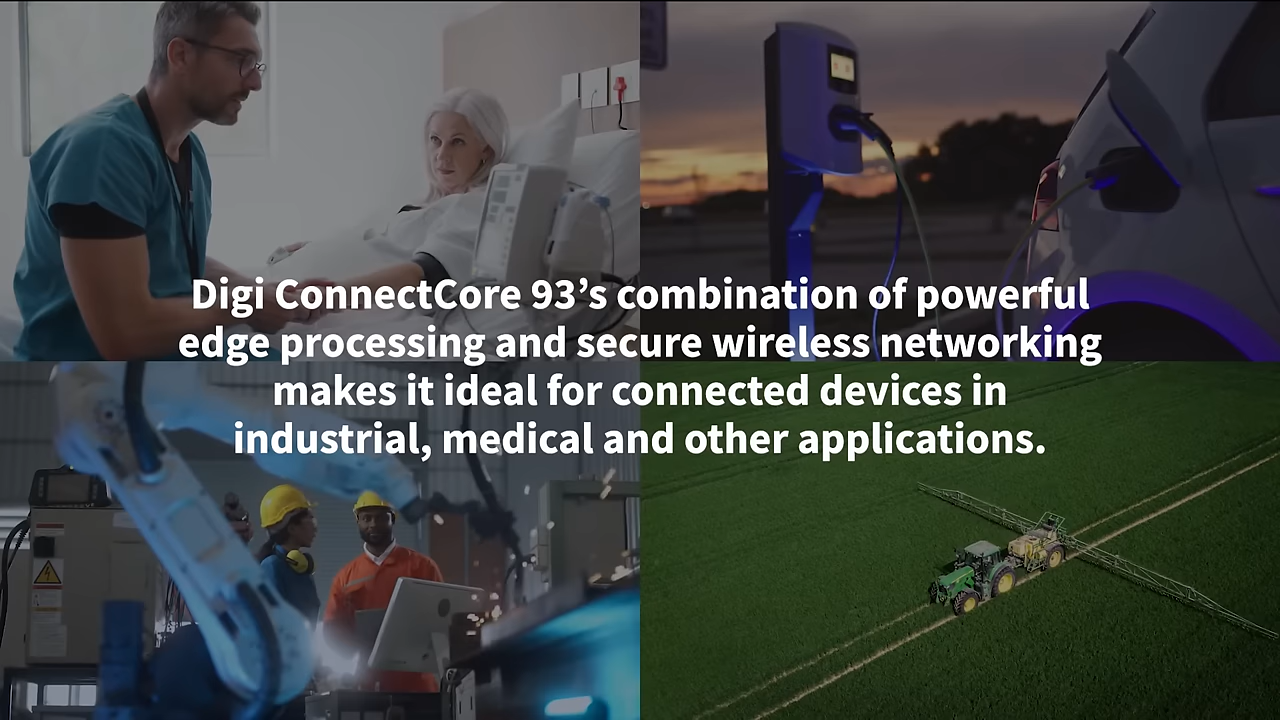 Digi ConnectCore 93’s combination of powerful
edge processing and secure wireless networking
makes it ideal for connected devices in
industrial, medical and other applications.